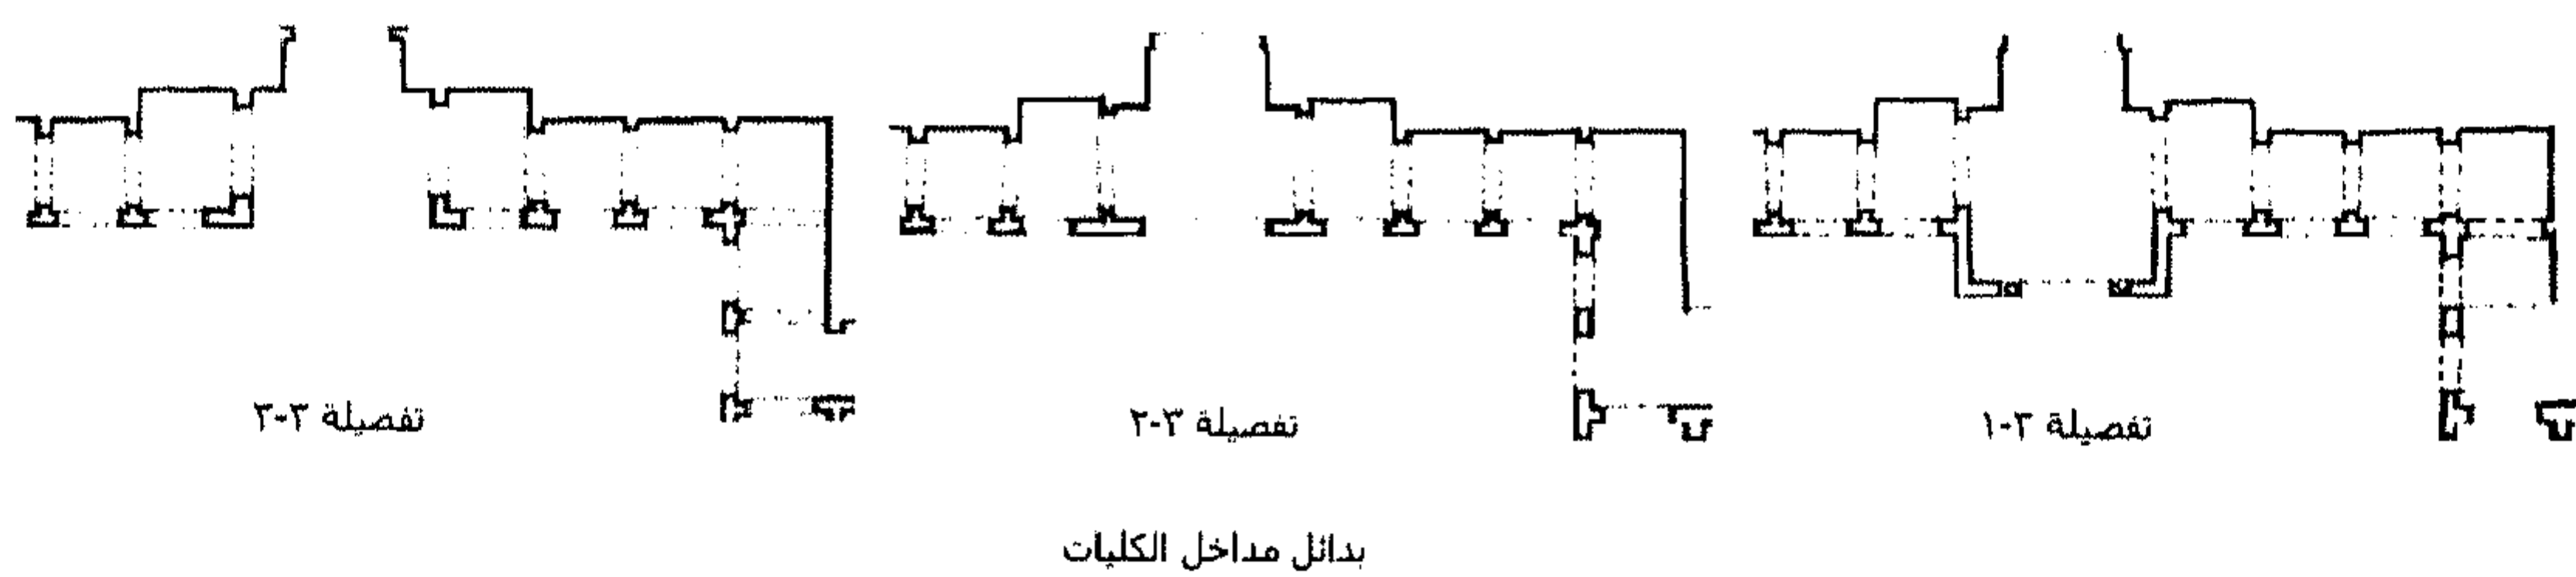 تفصيلة ٣-١
تفصيلة ٣-٢
تفصيلة ٣-٣
بدائل مداخل الكليات